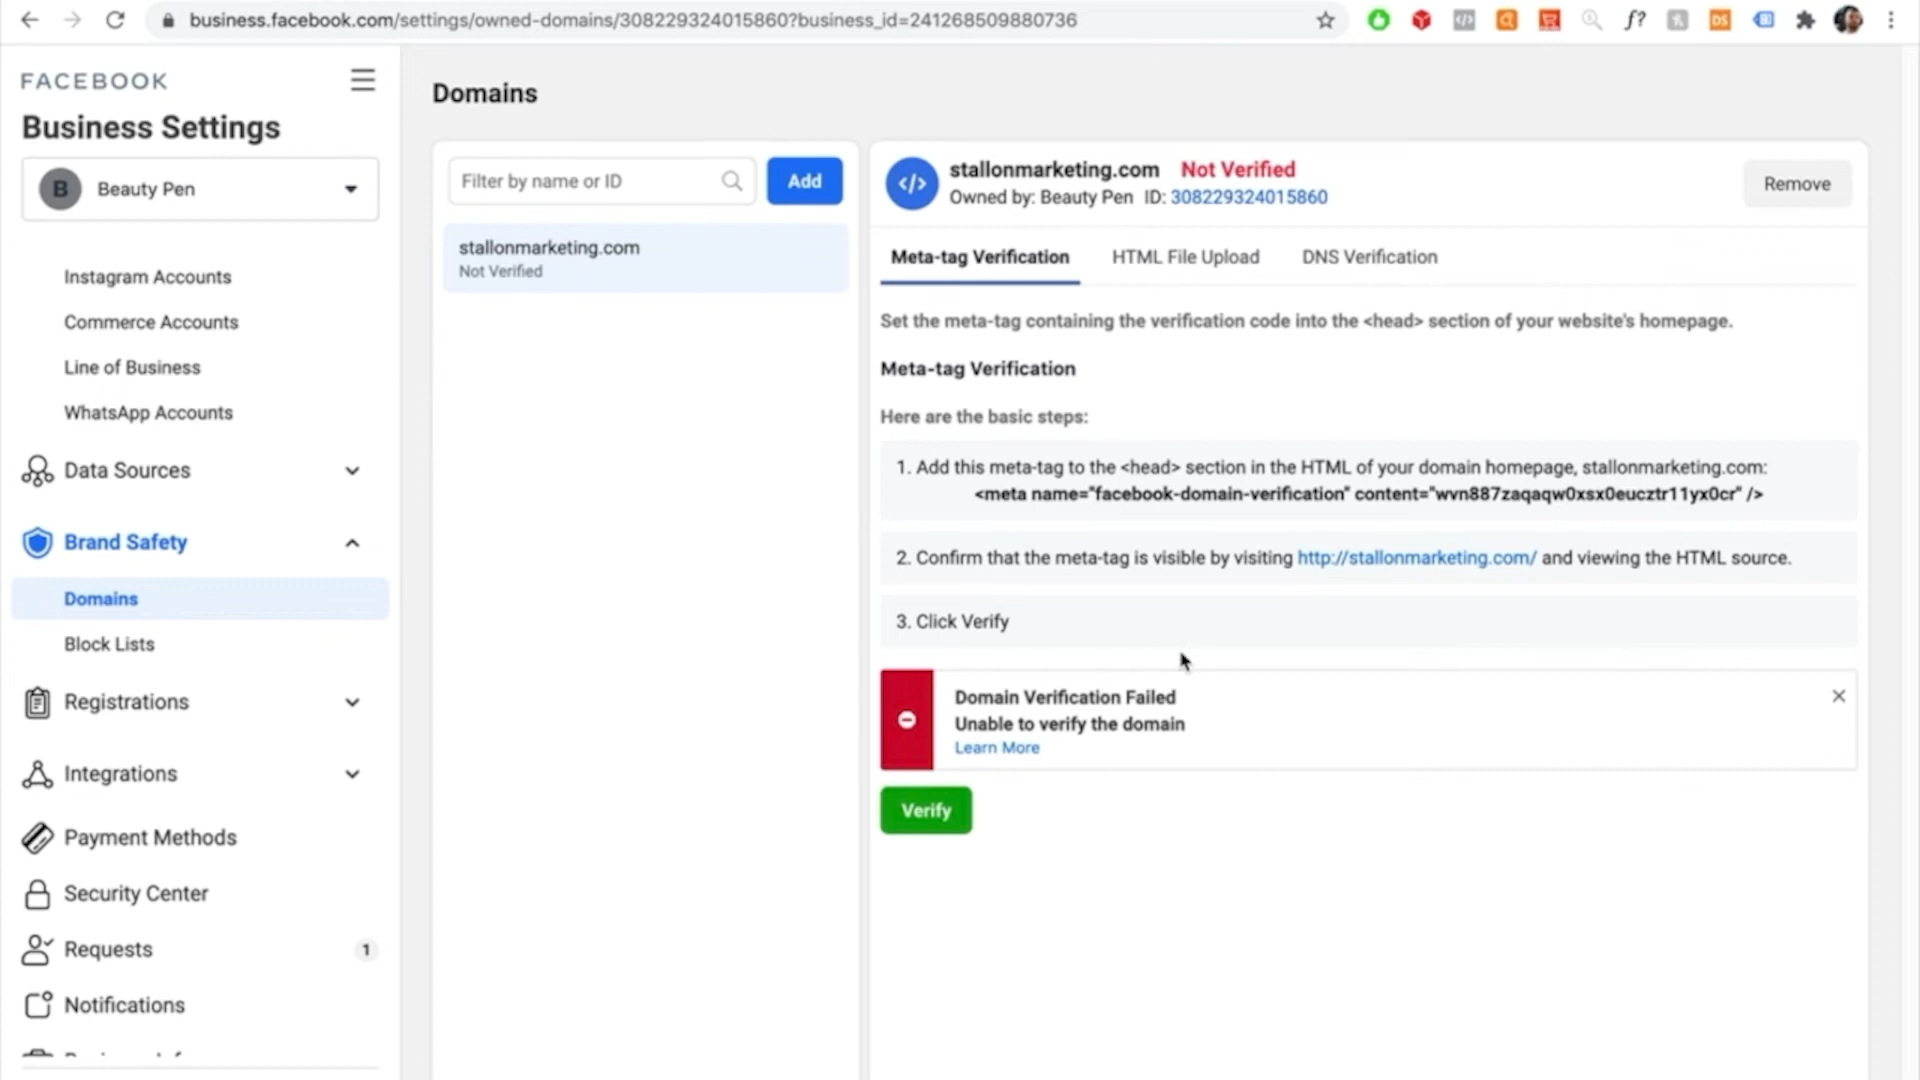 business.facebook.com/settings/owned-domains/308229324015860?business_id=241268509880736
f?
DS
FACEBOOK
Business Settings
B
Beauty Pen
Instagram Accounts
Commerce Accounts
Line of Business
WhatsApp Accounts
Data Sources
Brand Safety
Domains
Block Lists
Registrations
Integrations
Payment Methods
Security Center
Requests 1
Notifications
Domains
Filter by name or ID
Add
stallonmarketing.com
Not Verified
</>
stallonmarketing.com Not Verified
Owned by: Beauty Pen ID: 308229324015860
Remove
Meta-tag Verification HTML File Upload DNS Verification
Set the meta-tag containing the verification code into the <head> section of your website's homepage.
Meta-tag Verification
Here are the basic steps:
1. Add this meta-tag to the <head> section in the HTML of your domain homepage, stallonmarketing.com:
<meta name="facebook-domain-verification" content="wvn887zaqaqw0xsx0eucztr11yx0cr" />
2. Confirm that the meta-tag is visible by visiting http://stallonmarketing.com/ and viewing the HTML source.
3. Click Verify
Domain Verification Failed
Unable to verify the domain
Learn More
Verify